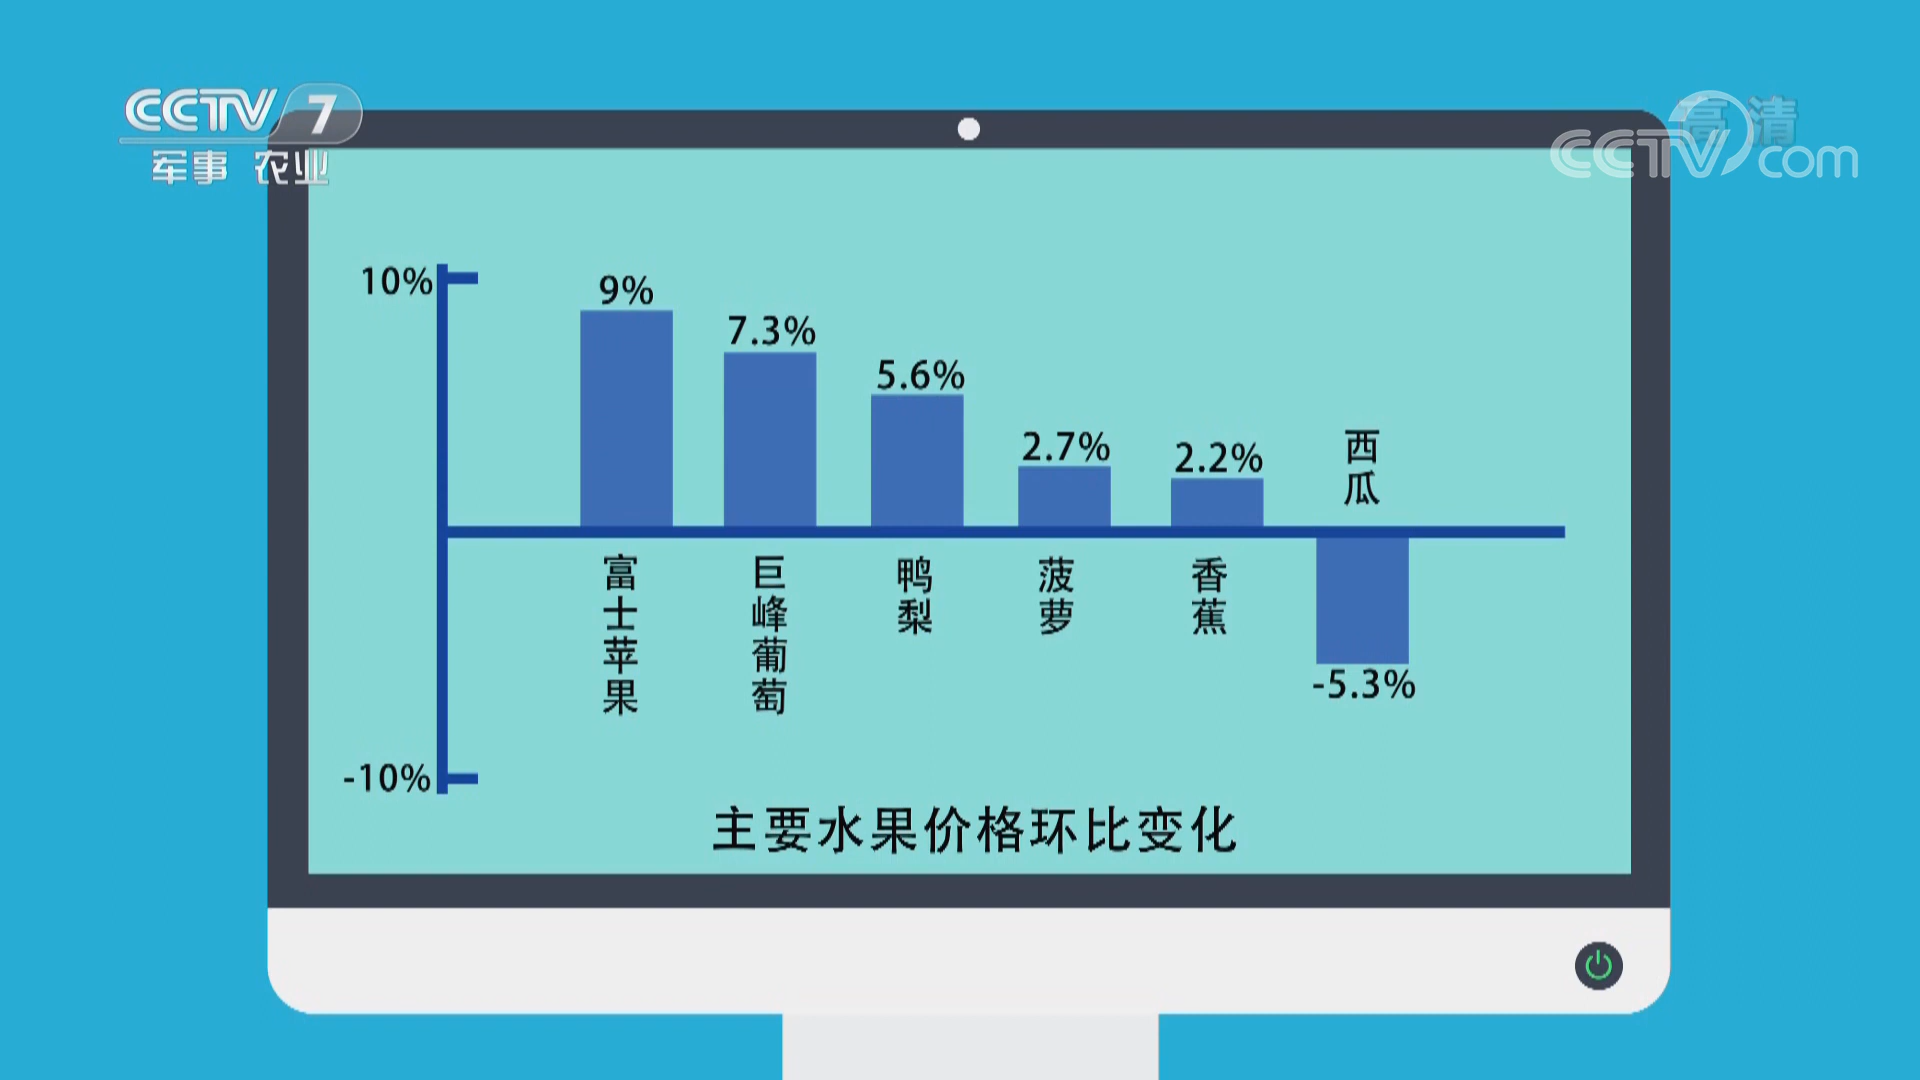 CCTV 7
军事 农业
高清
CCTV.com
10%
9%
7.3%
5.6%
2.7%
2.2%
西瓜
富士苹果
巨峰葡萄
鸭梨
菠萝
香蕉
-5.3%
-10%
主要水果价格环比变化